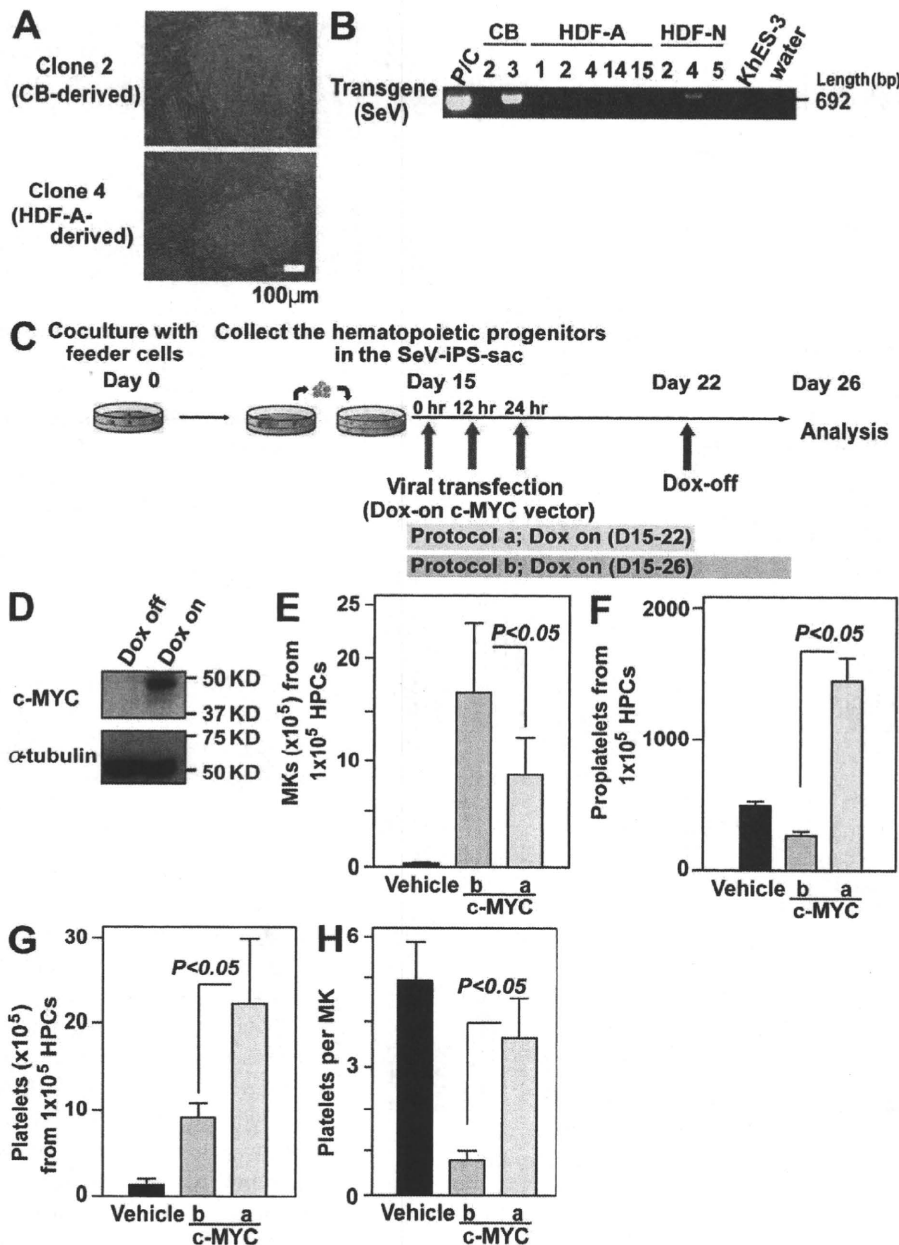 A
Clone 2
(CB-derived)
Clone 4
(HDF-A-
derived)
100μm
B
CB HDF-A HDF-N
P/C 2 3 1 2 4 14 15 2 4 5 KhES-3 water
Length(bp)
Transgene
(SeV)
692
C
Coculture with
feeder cells
Day 0
Collect the hematopoietic progenitors
in the SeV-iPS-sac
Day 15
0 hr 12 hr 24 hr
Day 22
Day 26
Analysis
Viral transfection
(Dox-on c-MYC vector)
Dox-off
Protocol a; Dox on (D15-22)
Protocol b; Dox on (D15-26)
D
Dox off
Dox on
c-MYC
50 KD
37 KD
α-tubulin
75 KD
50 KD
E
MKs (x10⁵) from
1x10⁵ HPCs
25
20
15
10
5
0
P<0.05
Vehicle b a
c-MYC
F
Proplatelets from
1x10⁵ HPCs
2000
1000
0
P<0.05
Vehicle b a
c-MYC
G
Platelets (x10⁵)
from 1x10⁵ HPCs
30
20
10
0
P<0.05
Vehicle b a
c-MYC
H
Platelets per MK
6
3
0
P<0.05
Vehicle b a
c-MYC